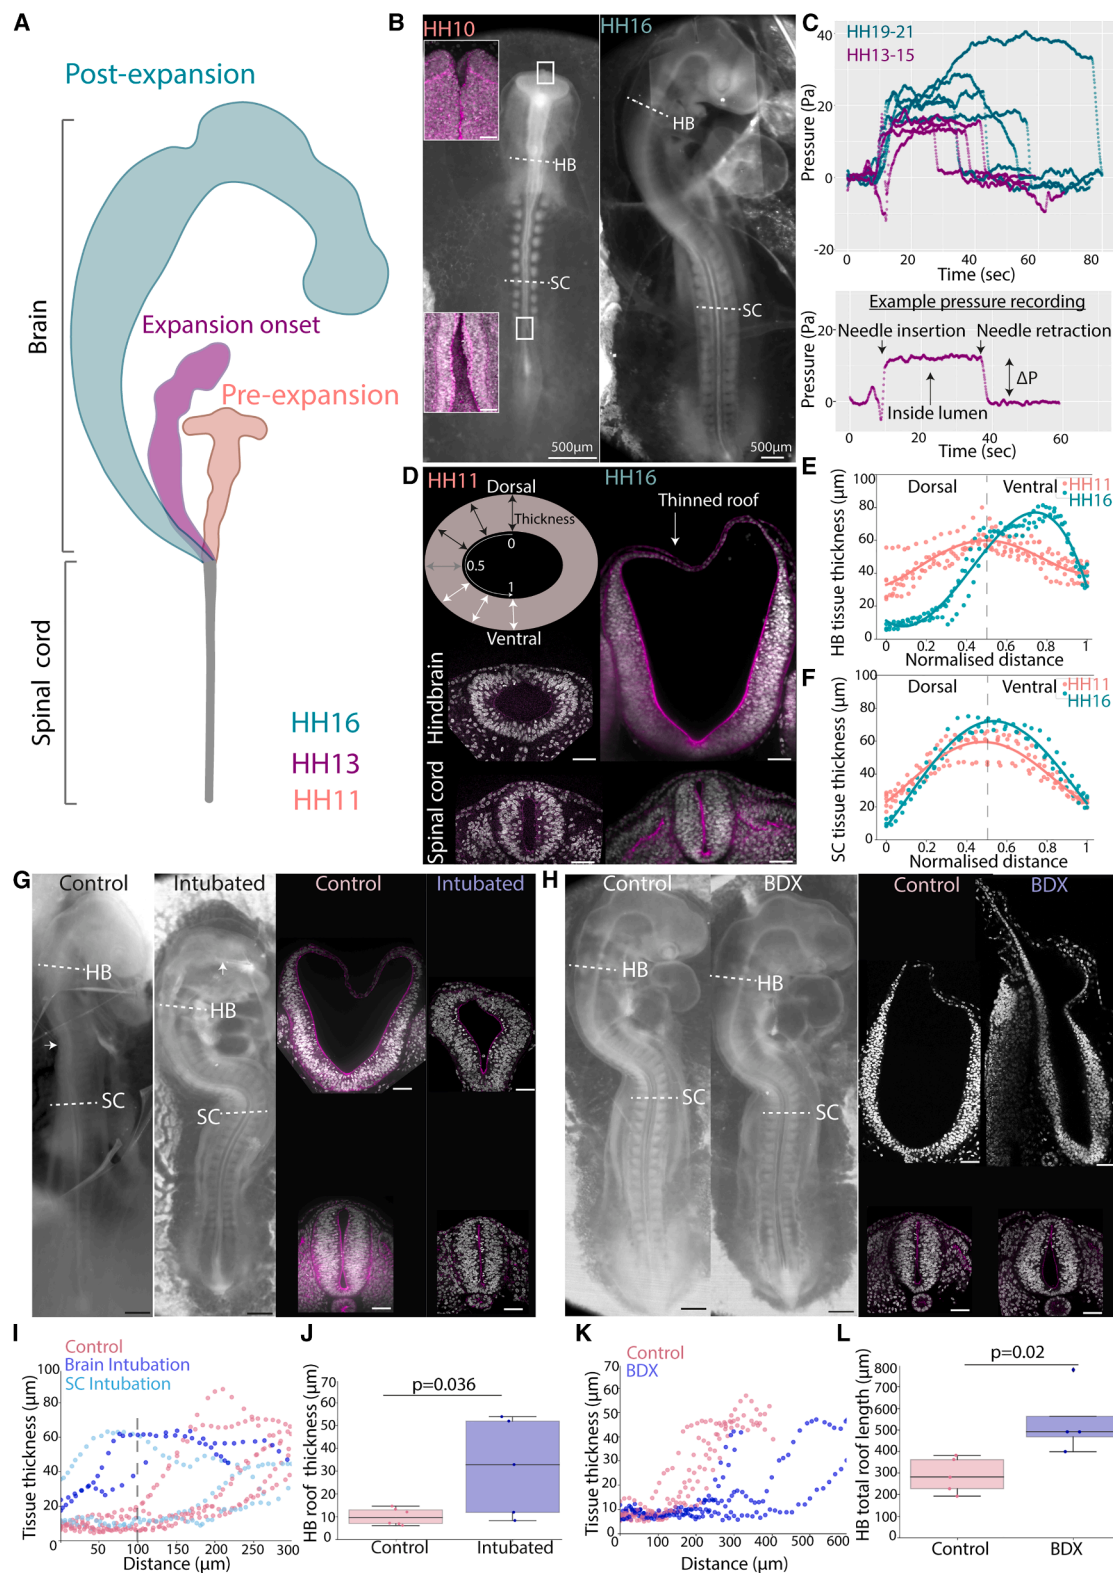 A
Post-expansion
Brain
Expansion onset
Pre-expansion
Spinal cord
HH16
HH13
HH11
B
HH10
HH16
HB
HB
SC
SC
500µm
500µm
C
HH19-21
HH13-15
Pressure (Pa)
40
20
0
-20
0
20
40
60
80
Time (sec)
Example pressure recording
Needle insertion
Needle retraction
ΔP
Inside lumen
Pressure (Pa)
20
0
0
20
40
60
Time (sec)
D
HH11
Dorsal
Thickness
0
0.5
1
Ventral
HH16
Thinned roof
Hindbrain
Spinal cord
E
HB tissue thickness (µm)
100
80
60
40
20
0
Dorsal
Ventral
HH11
HH16
0 0.2 0.4 0.6 0.8 1
Normalised distance
F
SC tissue thickness (µm)
100
80
60
40
20
0
Dorsal
Ventral
HH11
HH16
0 0.2 0.4 0.6 0.8 1
Normalised distance
G
Control
Intubated
Control
Intubated
HB
HB
SC
SC
H
Control
BDX
Control
BDX
HB
HB
SC
SC
I
Control
Brain Intubation
SC Intubation
Tissue thickness (µm)
100
80
60
40
20
0
0 50 100 150 200 250 300
Distance (µm)
J
p=0.036
HB roof thickness (µm)
70
60
50
40
30
20
10
0
Control
Intubated
K
Control
BDX
Tissue thickness (µm)
70
60
50
40
30
20
10
0
0 100 200 300 400 500 600
Distance (µm)
L
p=0.02
HB total roof length (µm)
800
700
600
500
400
300
200
100
0
Control
BDX